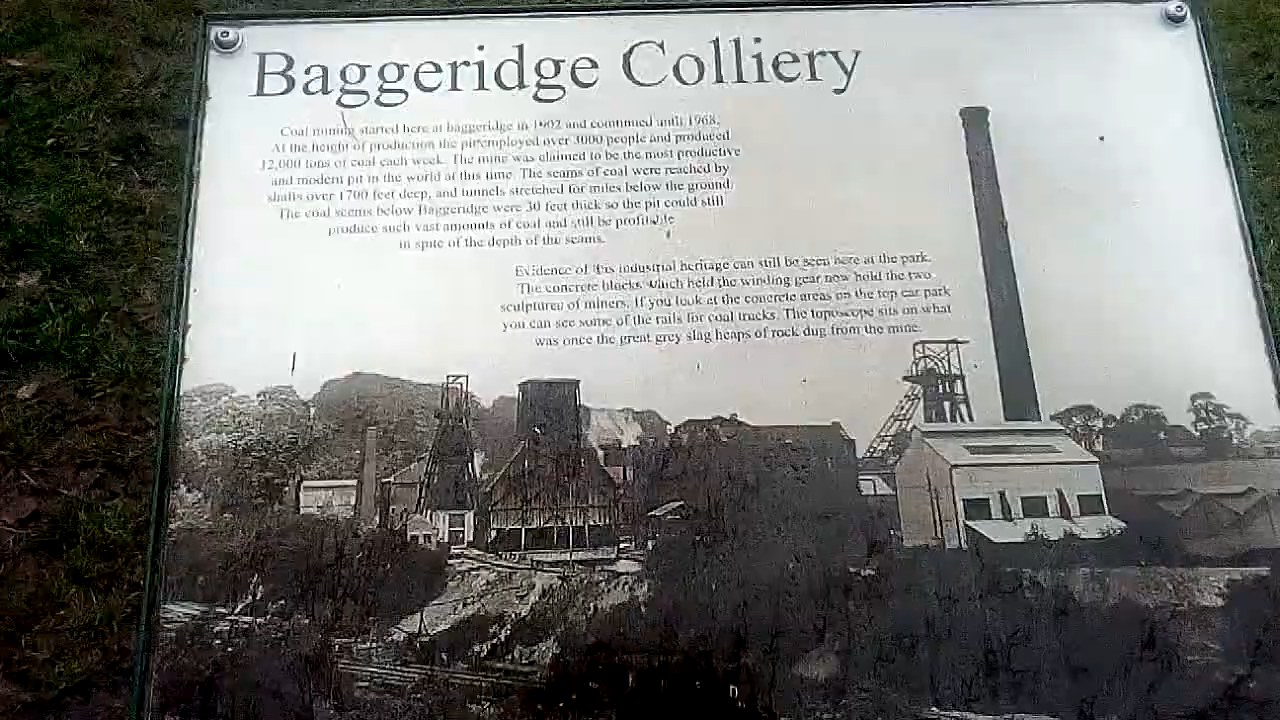 Baggeridge Colliery
Coal mining started here at baggeridge in 1902 and continued until 1968.
At the height of production the pit employed over 3000 people and produced
12,000 tons of coal each week. The mine was claimed to be the most productive
and modern pit in the world at this time. The seams of coal were reached by
shafts over 1700 feet deep, and tunnels stretched for miles below the ground.
The coal seems below Baggeridge were 30 feet thick so the pit could still
produce such vast amounts of coal and still be profitable
in spite of the depth of the seams.
Evidence of this industrial heritage can still be seen here at the park.
The concrete blocks which held the winding gear now hold the two
sculptures of miners. If you look at the concrete areas on the top car park
you can see some of the rails for coal trucks. The toposcope sits on what
was once the great grey slag heaps of rock dug from the mine.